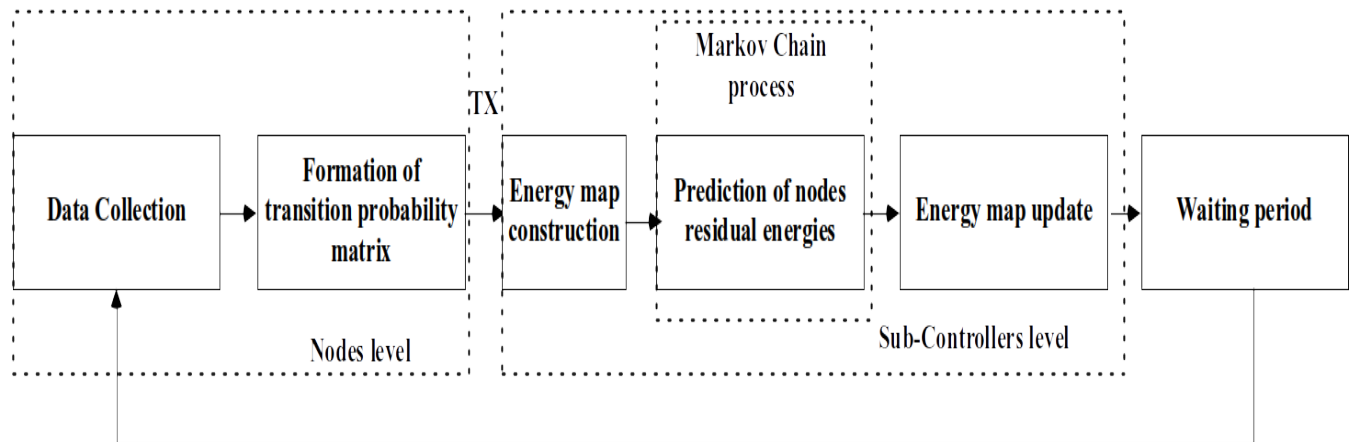 Markov Chain
process
TX
Data Collection
Formation of
transition probability
matrix
Energy map
construction
Prediction of nodes
residual energies
Energy map update
Waiting period
Nodes level
Sub-Controllers level